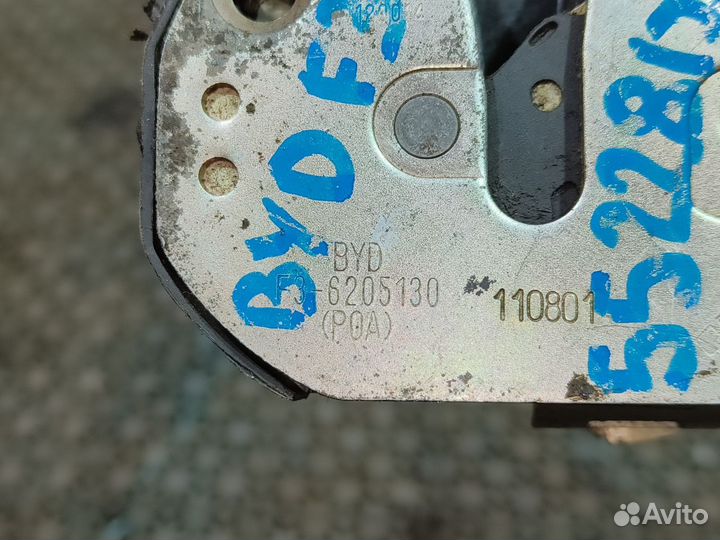 BYD F3
BYD
F3-6205130
(P0A)
110801
552281
Avito